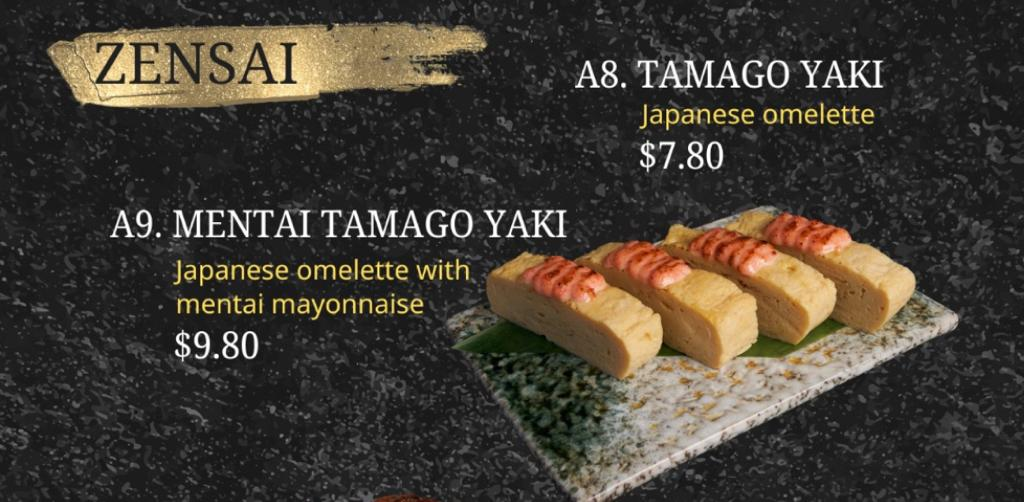 ZENSAI
A8. TAMAGO YAKI
Japanese omelette
$7.80
A9. MENTAI TAMAGO YAKI
Japanese omelette with
mentai mayonnaise
$9.80